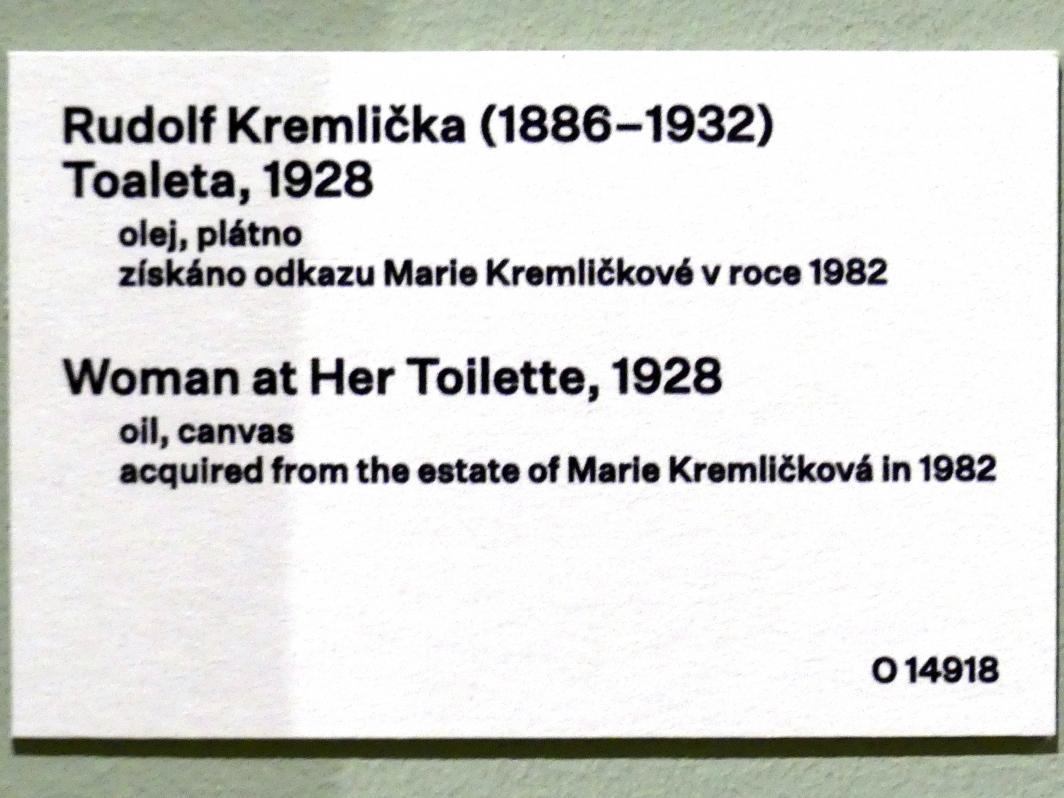 Rudolf Kremlička (1886–1932)
Toaleta, 1928
olej, plátno
získáno odkazu Marie Kremličkové v roce 1982
Woman at Her Toilette, 1928
oil, canvas
acquired from the estate of Marie Kremličková in 1982
O 14918